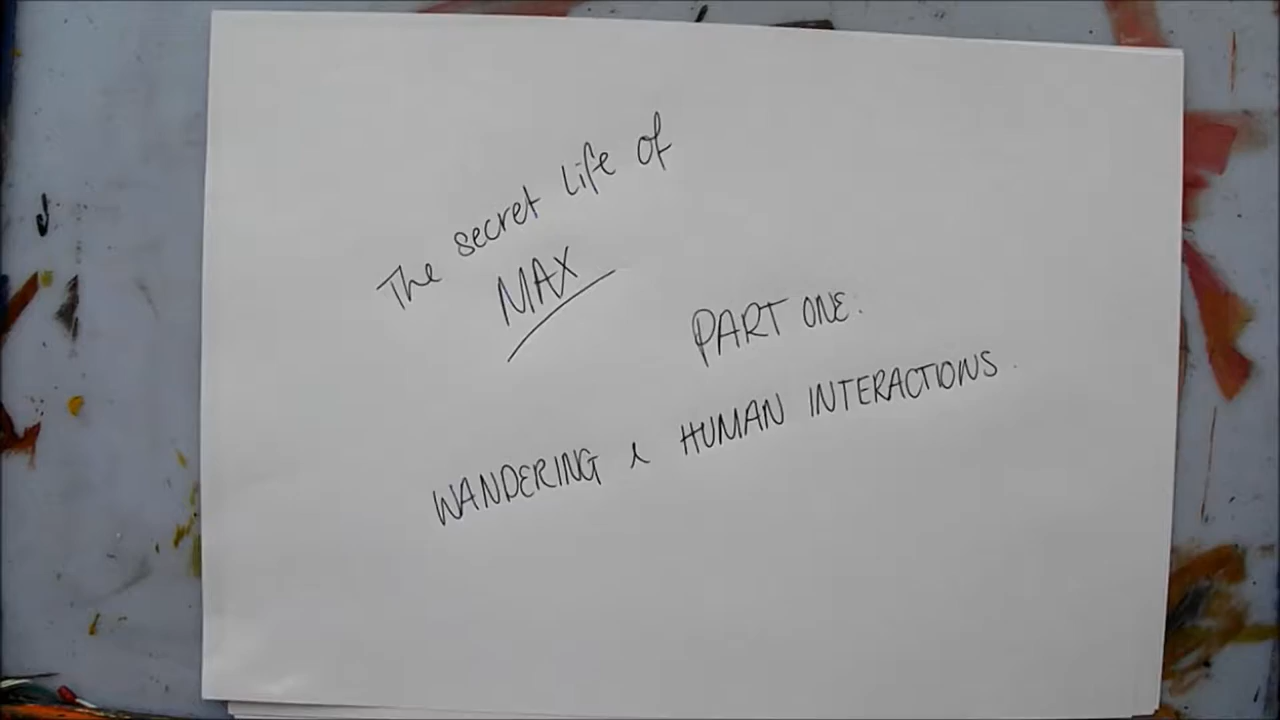 The secret life of
MAX
PART ONE.
WANDERING & HUMAN INTERACTIONS.